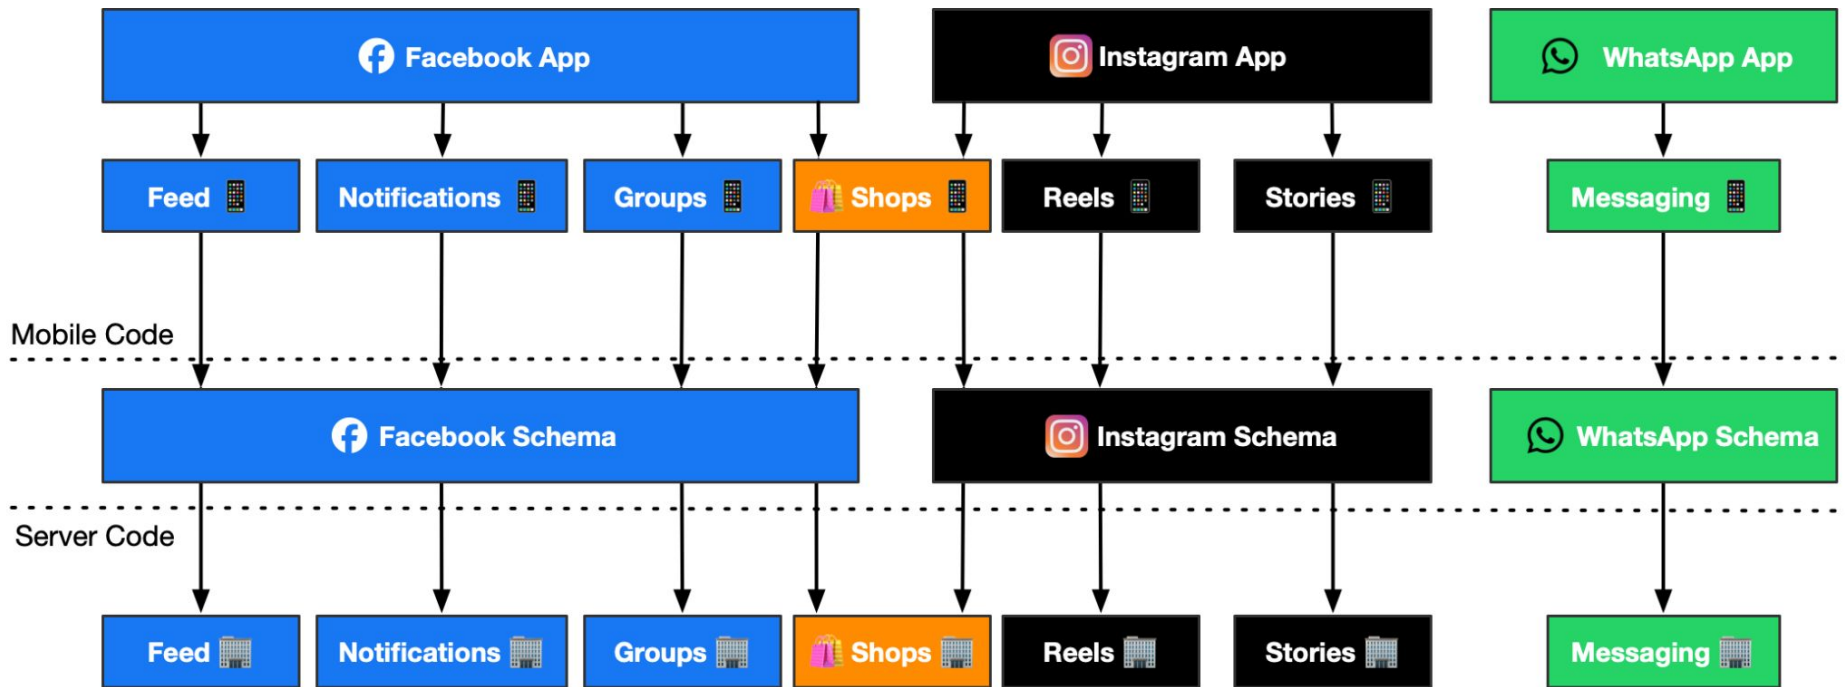 Facebook App
Instagram App
WhatsApp App
Feed
Notifications
Groups
Shops
Reels
Stories
Messaging
Mobile Code
Facebook Schema
Instagram Schema
WhatsApp Schema
Server Code
Feed
Notifications
Groups
Shops
Reels
Stories
Messaging